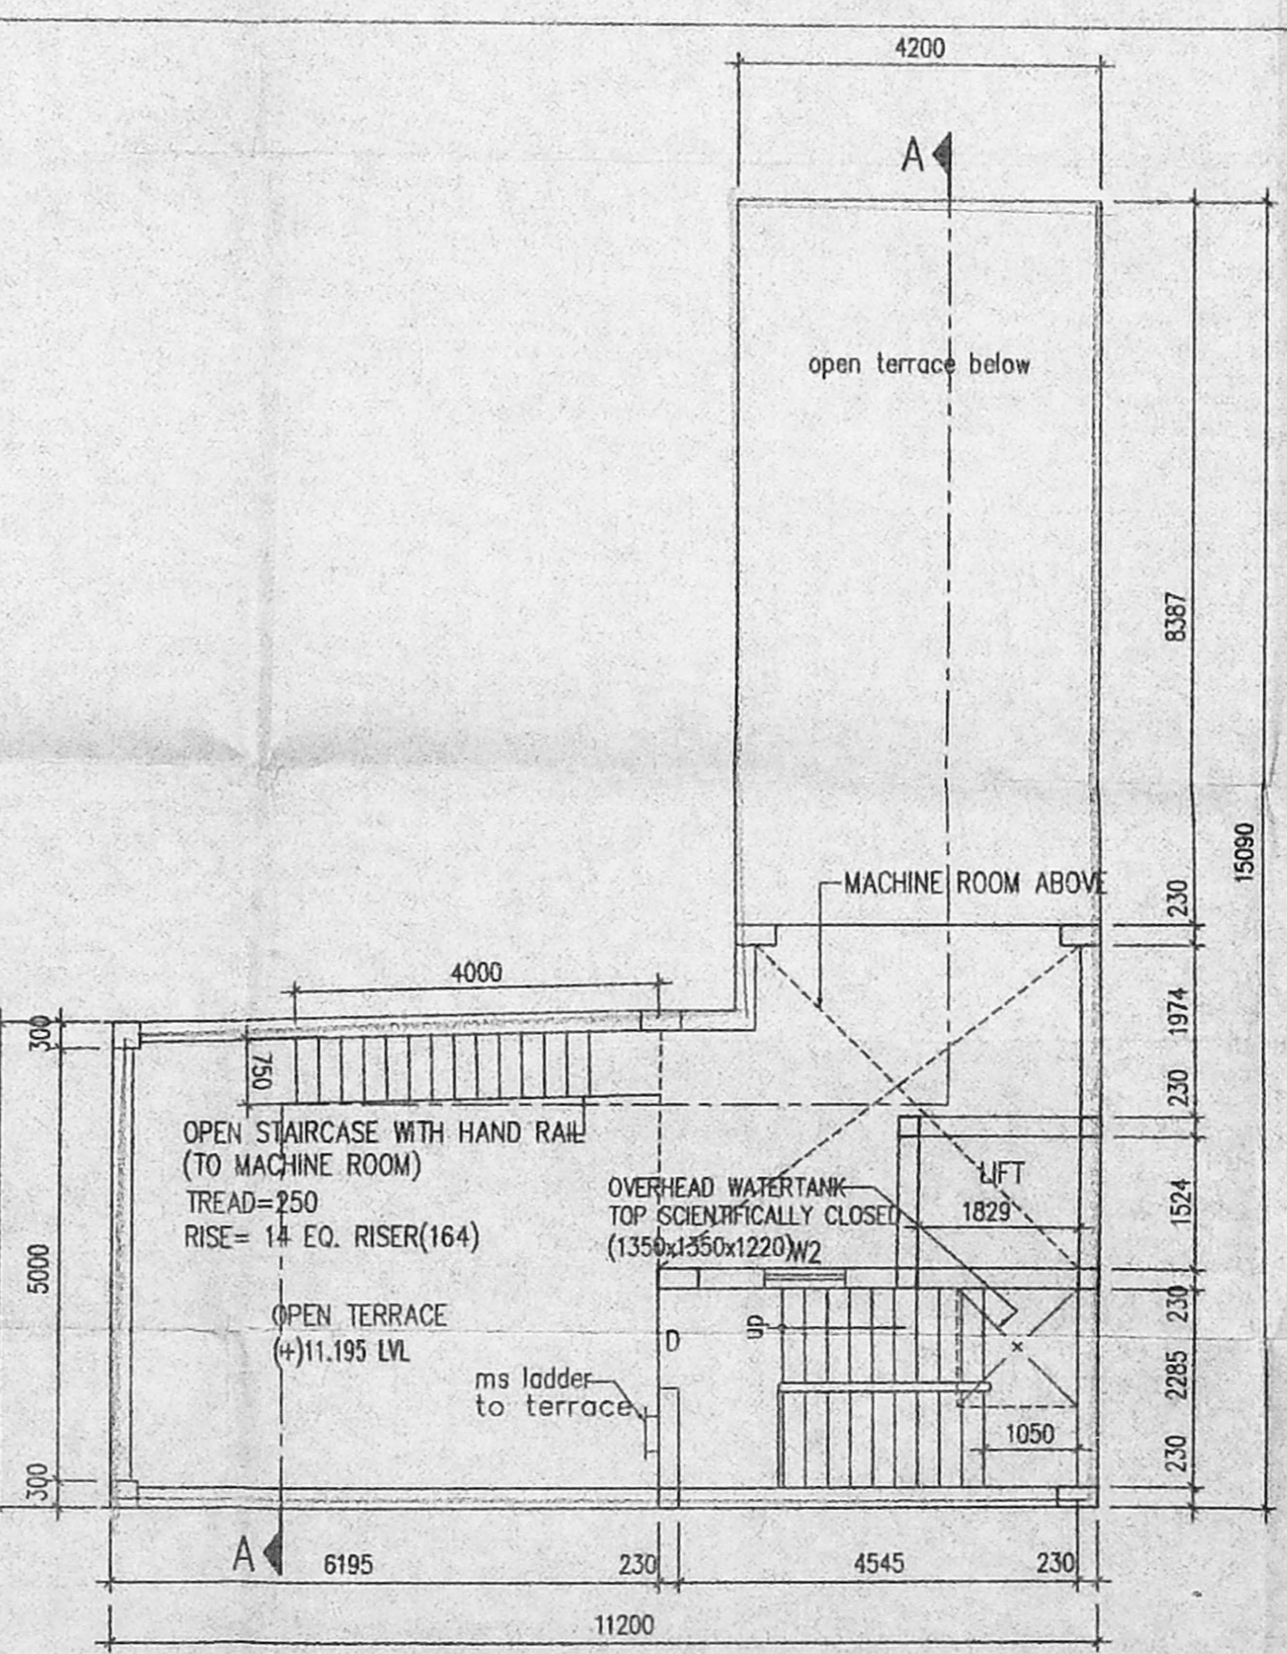 4200
A
open terrace below
8387
15090
MACHINE ROOM ABOVE
230
4000
1974
300
750
230
OPEN STAIRCASE WITH HAND RAIL
(TO MACHINE ROOM)
TREAD=250
RISE= 14 EQ. RISER(164)
LIFT
1829
1524
OVERHEAD WATERTANK
TOP SCIENTIFICALLY CLOSED
(1350x1350x1220)
W2
5000
OPEN TERRACE
(+)11.195 LVL
D
up
230
ms ladder
to terrace
2285
1050
300
230
A
6195
230
4545
230
11200